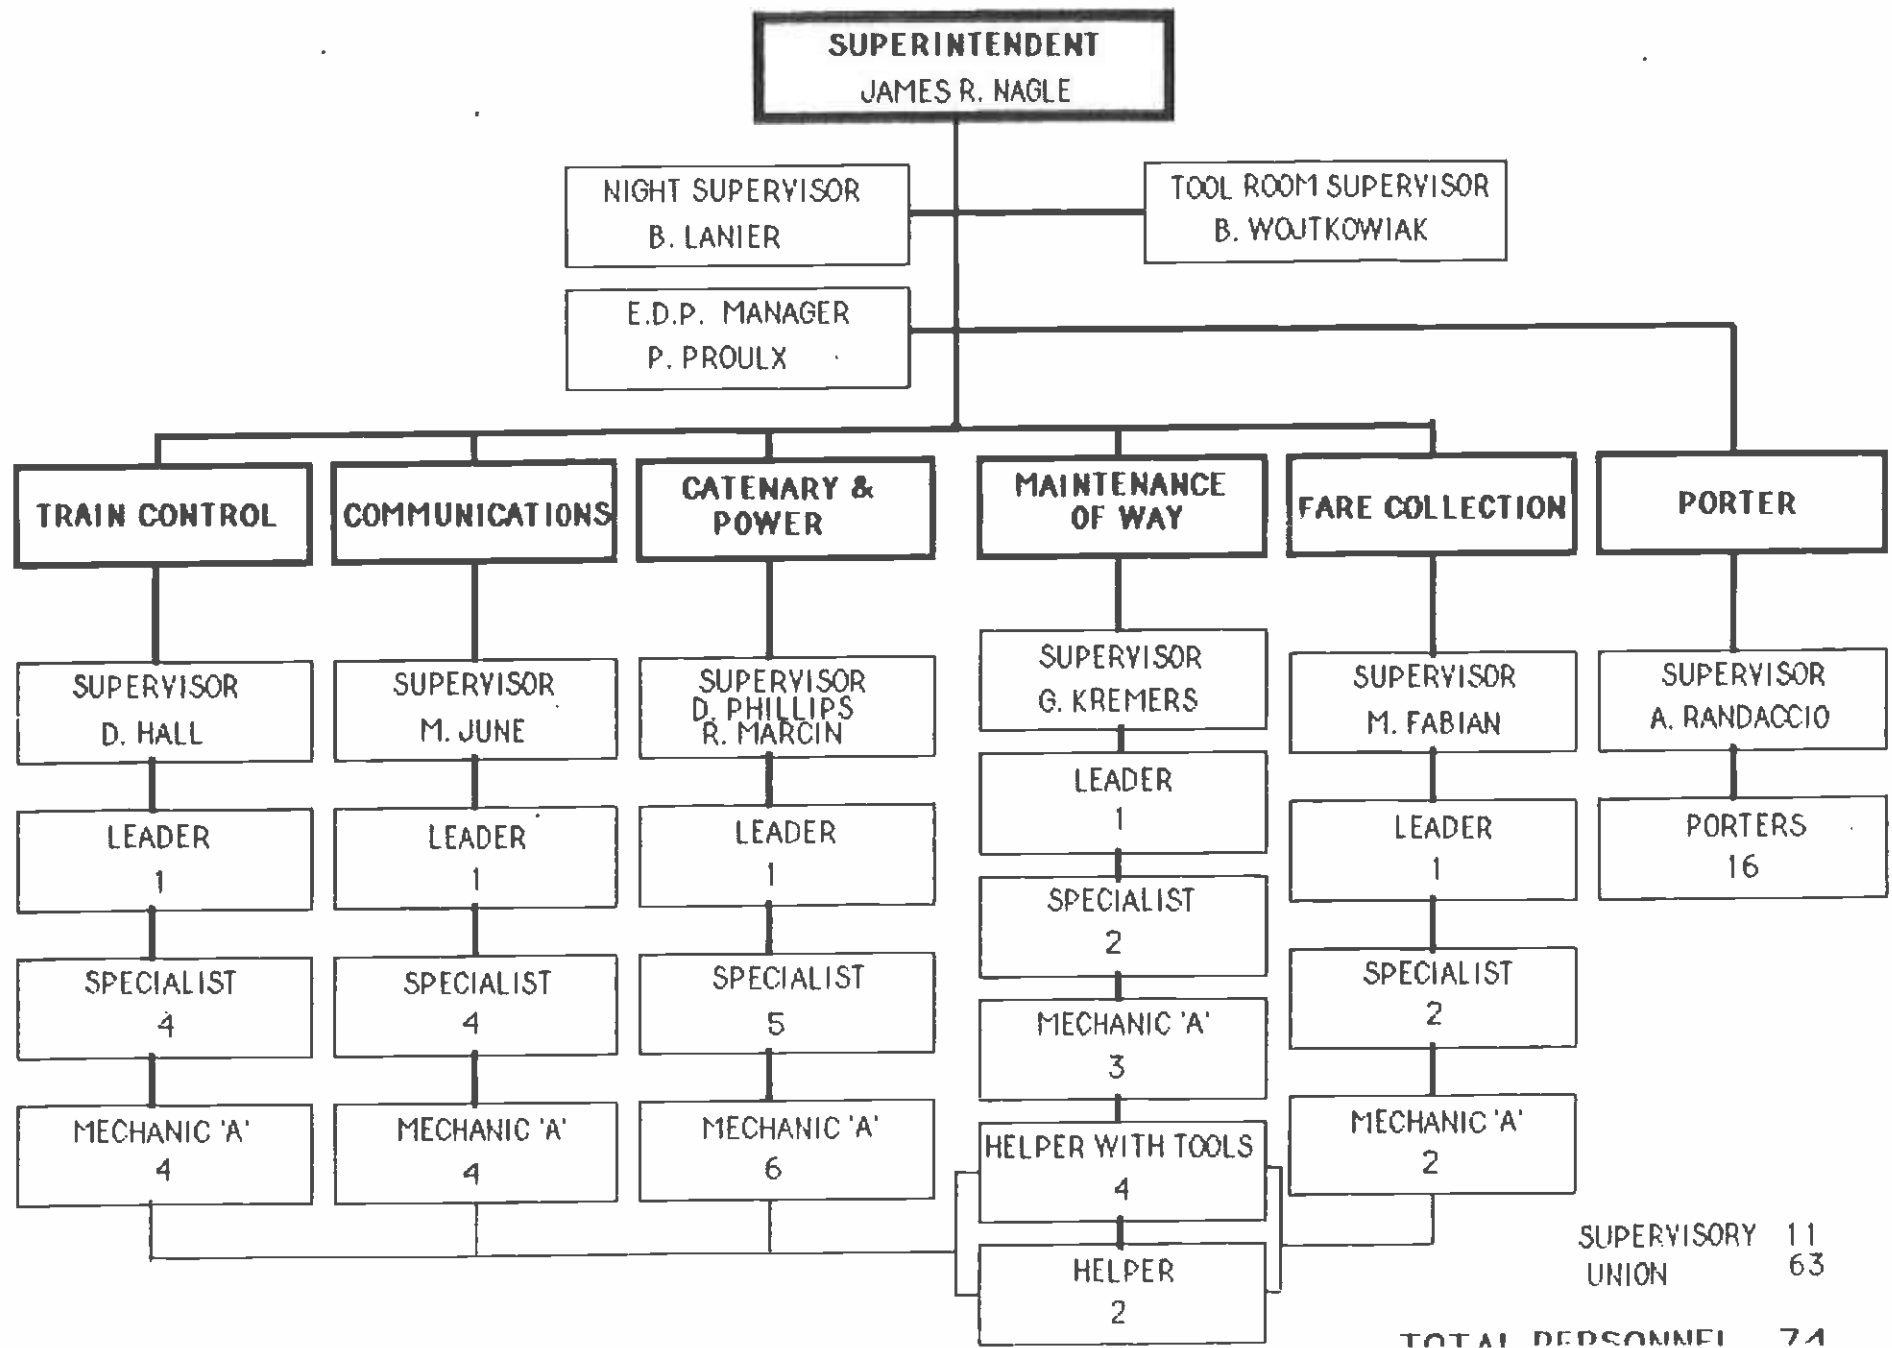 SUPERINTENDENT
JAMES R. NAGLE
NIGHT SUPERVISOR
B. LANIER
TOOL ROOM SUPERVISOR
B. WOJTKOWIAK
E.D.P. MANAGER
P. PROULX
TRAIN CONTROL
SUPERVISOR
D. HALL
LEADER
1
SPECIALIST
4
MECHANIC 'A'
4
COMMUNICATIONS
SUPERVISOR
M. JUNE
LEADER
1
SPECIALIST
4
MECHANIC 'A'
4
CATENARY &
POWER
SUPERVISOR
D. PHILLIPS
R. MARCIN
LEADER
1
SPECIALIST
5
MECHANIC 'A'
6
MAINTENANCE
OF WAY
SUPERVISOR
G. KREMERS
LEADER
1
SPECIALIST
2
MECHANIC 'A'
3
HELPER WITH TOOLS
4
HELPER
2
FARE COLLECTION
SUPERVISOR
M. FABIAN
LEADER
1
SPECIALIST
2
MECHANIC 'A'
2
PORTER
SUPERVISOR
A. RANDACCIO
PORTERS
16
SUPERVISORY 11
UNION 63
TOTAL PERSONNEL 74